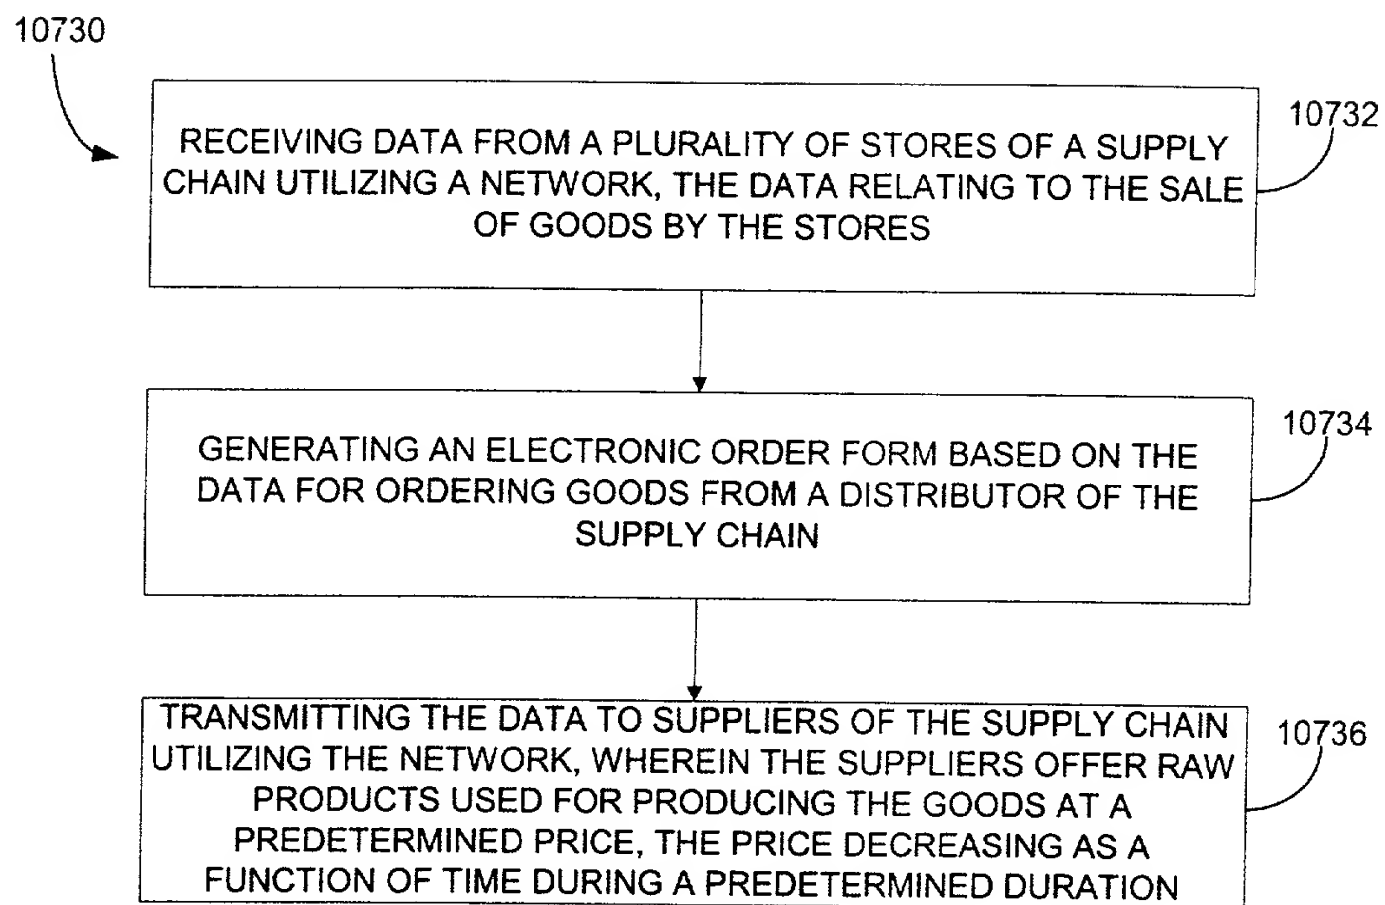 10730
10732
RECEIVING DATA FROM A PLURALITY OF STORES OF A SUPPLY
CHAIN UTILIZING A NETWORK, THE DATA RELATING TO THE SALE
OF GOODS BY THE STORES
10734
GENERATING AN ELECTRONIC ORDER FORM BASED ON THE
DATA FOR ORDERING GOODS FROM A DISTRIBUTOR OF THE
SUPPLY CHAIN
10736
TRANSMITTING THE DATA TO SUPPLIERS OF THE SUPPLY CHAIN
UTILIZING THE NETWORK, WHEREIN THE SUPPLIERS OFFER RAW
PRODUCTS USED FOR PRODUCING THE GOODS AT A
PREDETERMINED PRICE, THE PRICE DECREASING AS A
FUNCTION OF TIME DURING A PREDETERMINED DURATION